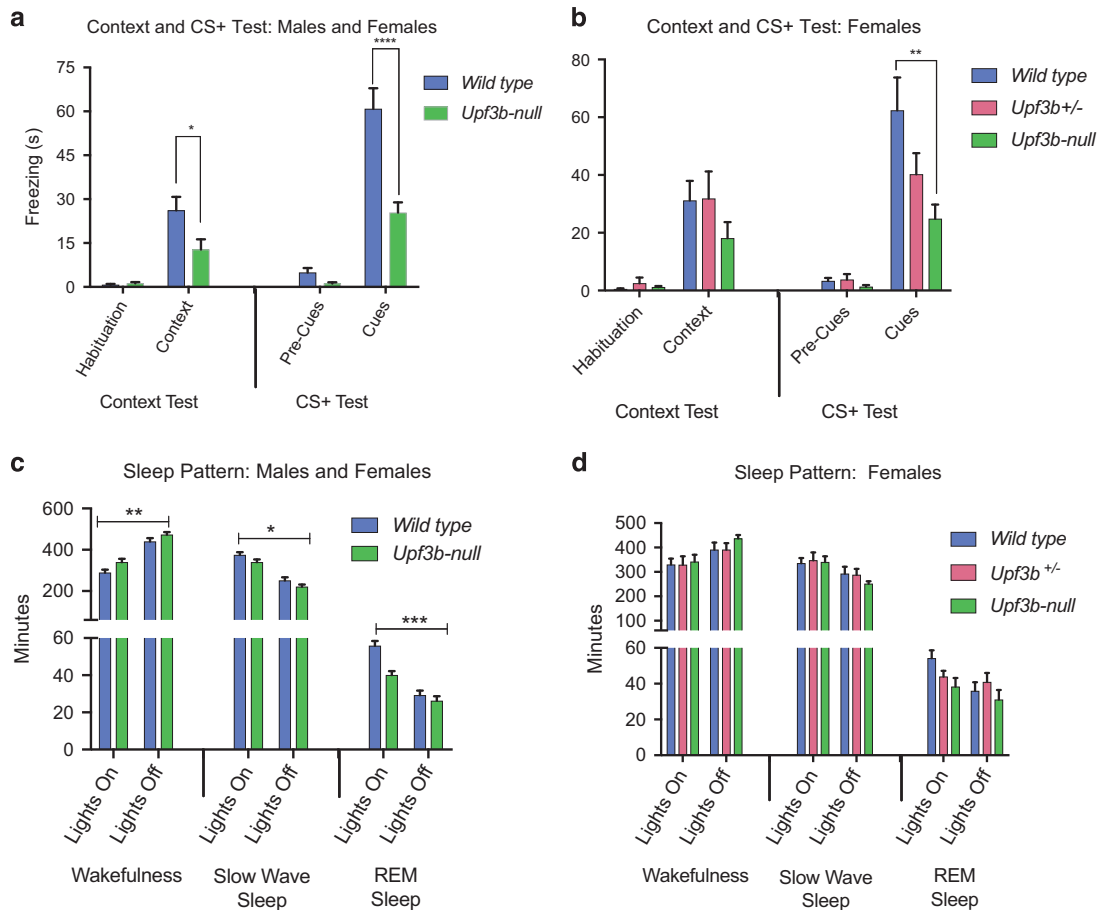 a
Context and CS+ Test: Males and Females
****
*
75
60
45
30
15
0
Freezing (s)
Wild type
Upf3b-null
Habituation
Context
Pre-Cues
Cues
Context Test
CS+ Test
b
Context and CS+ Test: Females
**
80
60
40
20
0
Wild type
Upf3b+/-
Upf3b-null
Habituation
Context
Pre-Cues
Cues
Context Test
CS+ Test
c
Sleep Pattern: Males and Females
600
400
200
60
40
20
0
Minutes
**
*
***
Wild type
Upf3b-null
Lights On
Lights Off
Lights On
Lights Off
Lights On
Lights Off
Wakefulness
Slow Wave
Sleep
REM
Sleep
d
Sleep Pattern: Females
500
400
300
200
100
60
40
20
0
Minutes
Wild type
Upf3b +/-
Upf3b-null
Lights On
Lights Off
Lights On
Lights Off
Lights On
Lights Off
Wakefulness
Slow Wave
Sleep
REM
Sleep